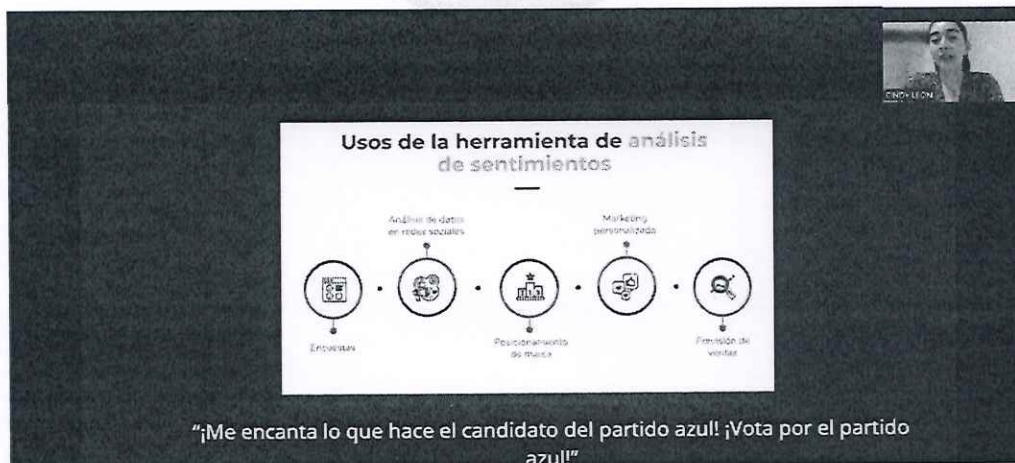 CINDY LEON
Usos de la herramienta de análisis
de sentimientos
Análisis de datos
en redes sociales
Marketing
personalizado
Encuestas
Posicionamiento
de marca
Previsión de
ventas
"¡Me encanta lo que hace el candidato del partido azul! ¡Vota por el partido
azul!"